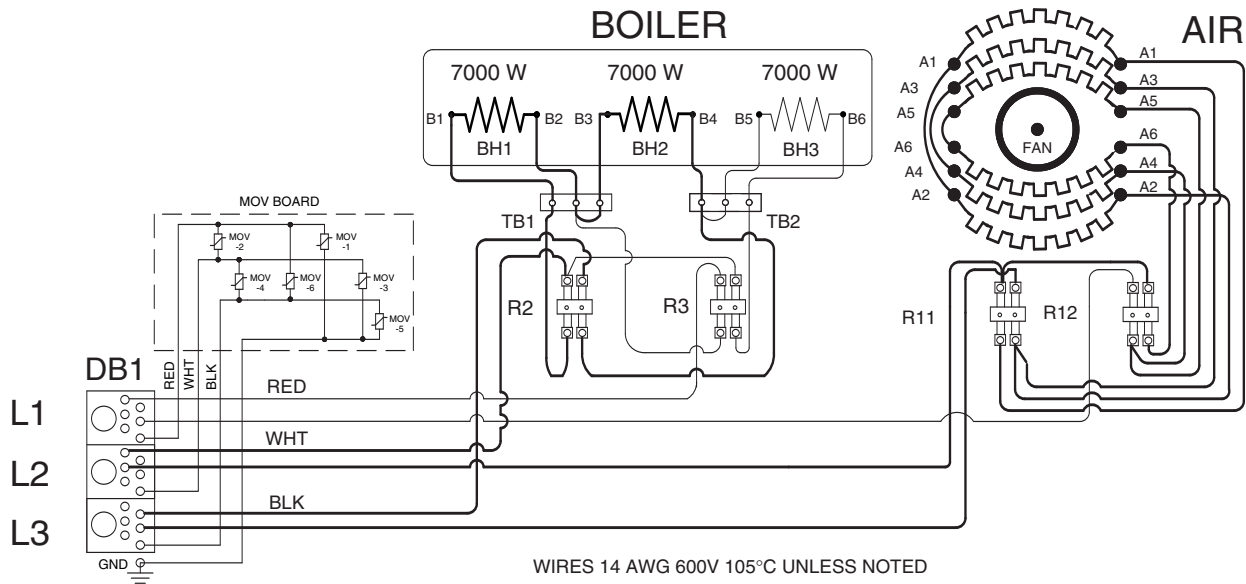 BOILER
AIR
7000 W
7000 W
7000 W
B1
B2
B3
B4
B5
B6
BH1
BH2
BH3
A1
A3
A5
A6
A4
A2
FAN
A1
A3
A5
A6
A4
A2
TB1
TB2
MOV BOARD
MOV
-2
MOV
-1
MOV
-4
MOV
-6
MOV
-3
MOV
-5
R2
R3
R11
R12
DB1
RED
WHT
BLK
RED
WHT
BLK
L1
L2
L3
GND
WIRES 14 AWG 600V 105°C UNLESS NOTED